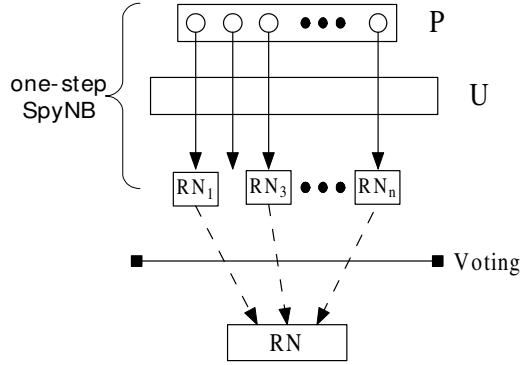 P
one-step
SpyNB
U
RN1 RN3 RNn
Voting
RN